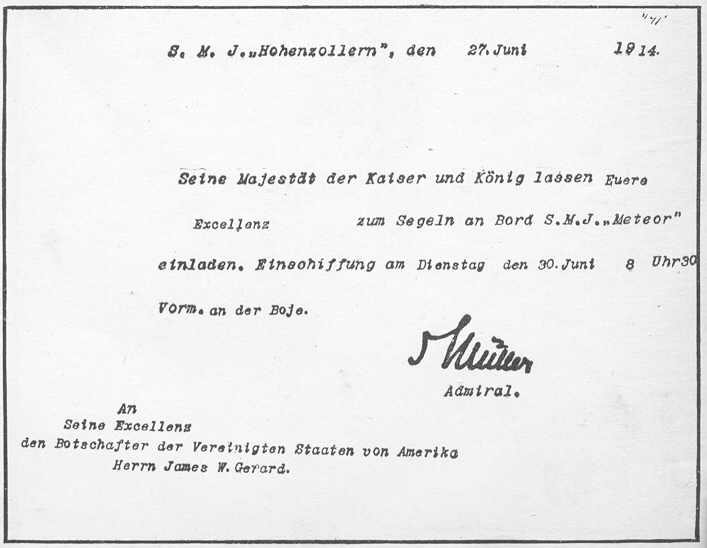 S. M. J. „Hohenzollern”, den 27. Juni 1914.
Seine Majestät der Kaiser und König lassen Euere
Excellenz zum Segeln an Bord S.M.J. „Meteor”
einladen. Einschiffung am Dienstag den 30. Juni 8 Uhr30
Vorm. an der Boje.
Müller
Admiral.
An
Seine Excellenz
den Botschafter der Vereinigten Staaten von Amerika
Herrn James W. Gerard.